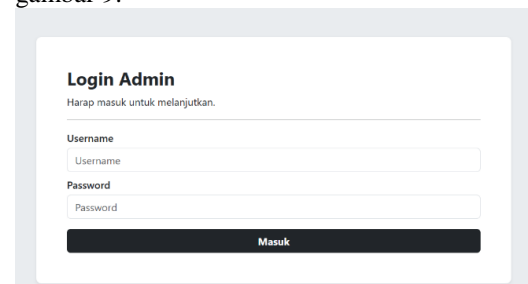 gambar 9.
Login Admin
Harap masuk untuk melanjutkan.
Username
Username
Password
Password
Masuk